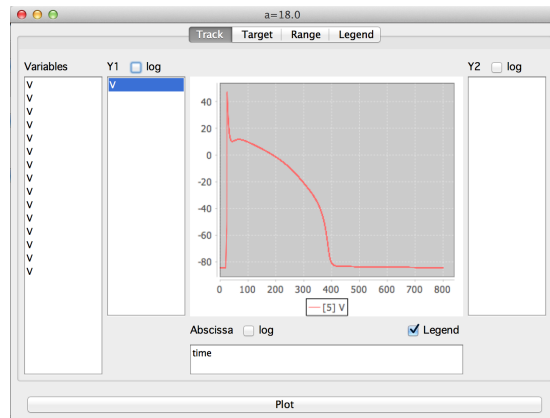 a=18.0
Track Target Range Legend
Variables Y1 log Y2 log
V V
V
V
V
V
V
V
V
V
V
V
V
V
V
V
40
20
0
-20
-40
-60
-80
0 100 200 300 400 500 600 700 800
[5] V
Abscissa log Legend
time
Plot